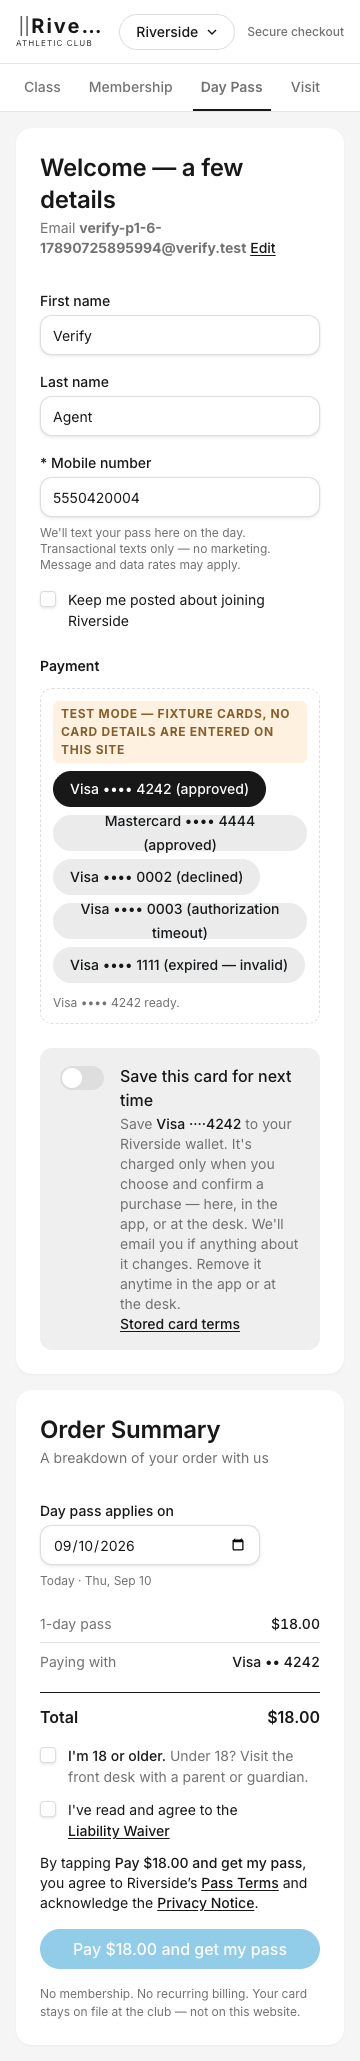 Rive...
ATHLETIC CLUB
Riverside
Secure checkout
Class Membership Day Pass Visit
Welcome — a few
details
Email verify-p1-6-
17890725895994@verify.test Edit
First name
Verify
Last name
Agent
* Mobile number
5550420004
We'll text your pass here on the day.
Transactional texts only — no marketing.
Message and data rates may apply.
Keep me posted about joining
Riverside
Payment
TEST MODE — FIXTURE CARDS, NO
CARD DETAILS ARE ENTERED ON
THIS SITE
Visa •••• 4242 (approved)
Mastercard •••• 4444
(approved)
Visa •••• 0002 (declined)
Visa •••• 0003 (authorization
timeout)
Visa •••• 1111 (expired — invalid)
Visa •••• 4242 ready.
Save this card for next
time
Save Visa ····4242 to your
Riverside wallet. It's
charged only when you
choose and confirm a
purchase — here, in the
app, or at the desk. We'll
email you if anything about
it changes. Remove it
anytime in the app or at
the desk.
Stored card terms
Order Summary
A breakdown of your order with us
Day pass applies on
09/10/2026
Today · Thu, Sep 10
1-day pass $18.00
Paying with Visa •• 4242
Total $18.00
I'm 18 or older. Under 18? Visit the
front desk with a parent or guardian.
I've read and agree to the
Liability Waiver
By tapping Pay $18.00 and get my pass,
you agree to Riverside’s Pass Terms and
acknowledge the Privacy Notice.
Pay $18.00 and get my pass
No membership. No recurring billing. Your card
stays on file at the club — not on this website.